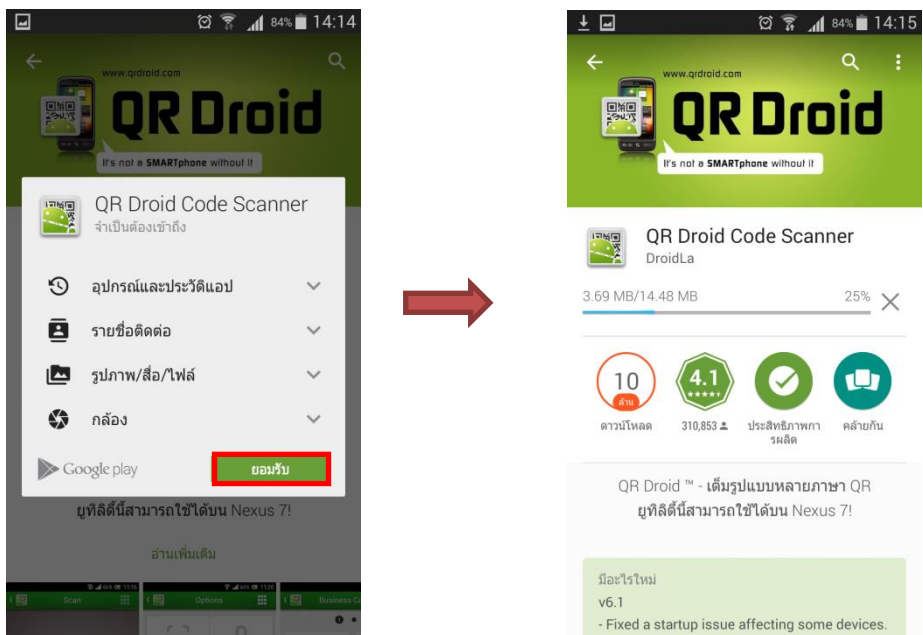 84% 14:14
www.qrdroid.com
QR Droid
It's not a SMARTphone without it
QR Droid Code Scanner
จำเป็นต้องเข้าถึง
อุปกรณ์และประวัติแอป
รายชื่อติดต่อ
รูปภาพ/สื่อ/ไฟล์
กล้อง
Google play
ยอมรับ
ยูทิลิตี้นี้สามารถใช้ได้บน Nexus 7!
อ่านเพิ่มเติม
Scan
Options
84% 14:15
www.qrdroid.com
QR Droid
It's not a SMARTphone without it
QR Droid Code Scanner
DroidLa
3.69 MB/14.48 MB 25%
10
ล้าน
ดาวน์โหลด
4.1
310,853
ประสิทธิภาพกา
รผลิต
คล้ายกัน
QR Droid ™ - เต็มรูปแบบหลายภาษา QR
ยูทิลิตี้นี้สามารถใช้ได้บน Nexus 7!
มีอะไรใหม่
v6.1
- Fixed a startup issue affecting some devices.